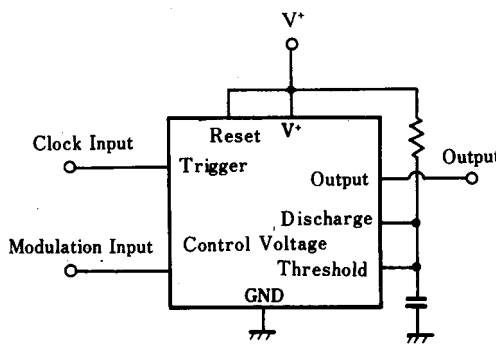 V⁺
Reset
V⁺
Clock Input
Trigger
Output
Output
Discharge
Modulation Input
Control Voltage
Threshold
GND